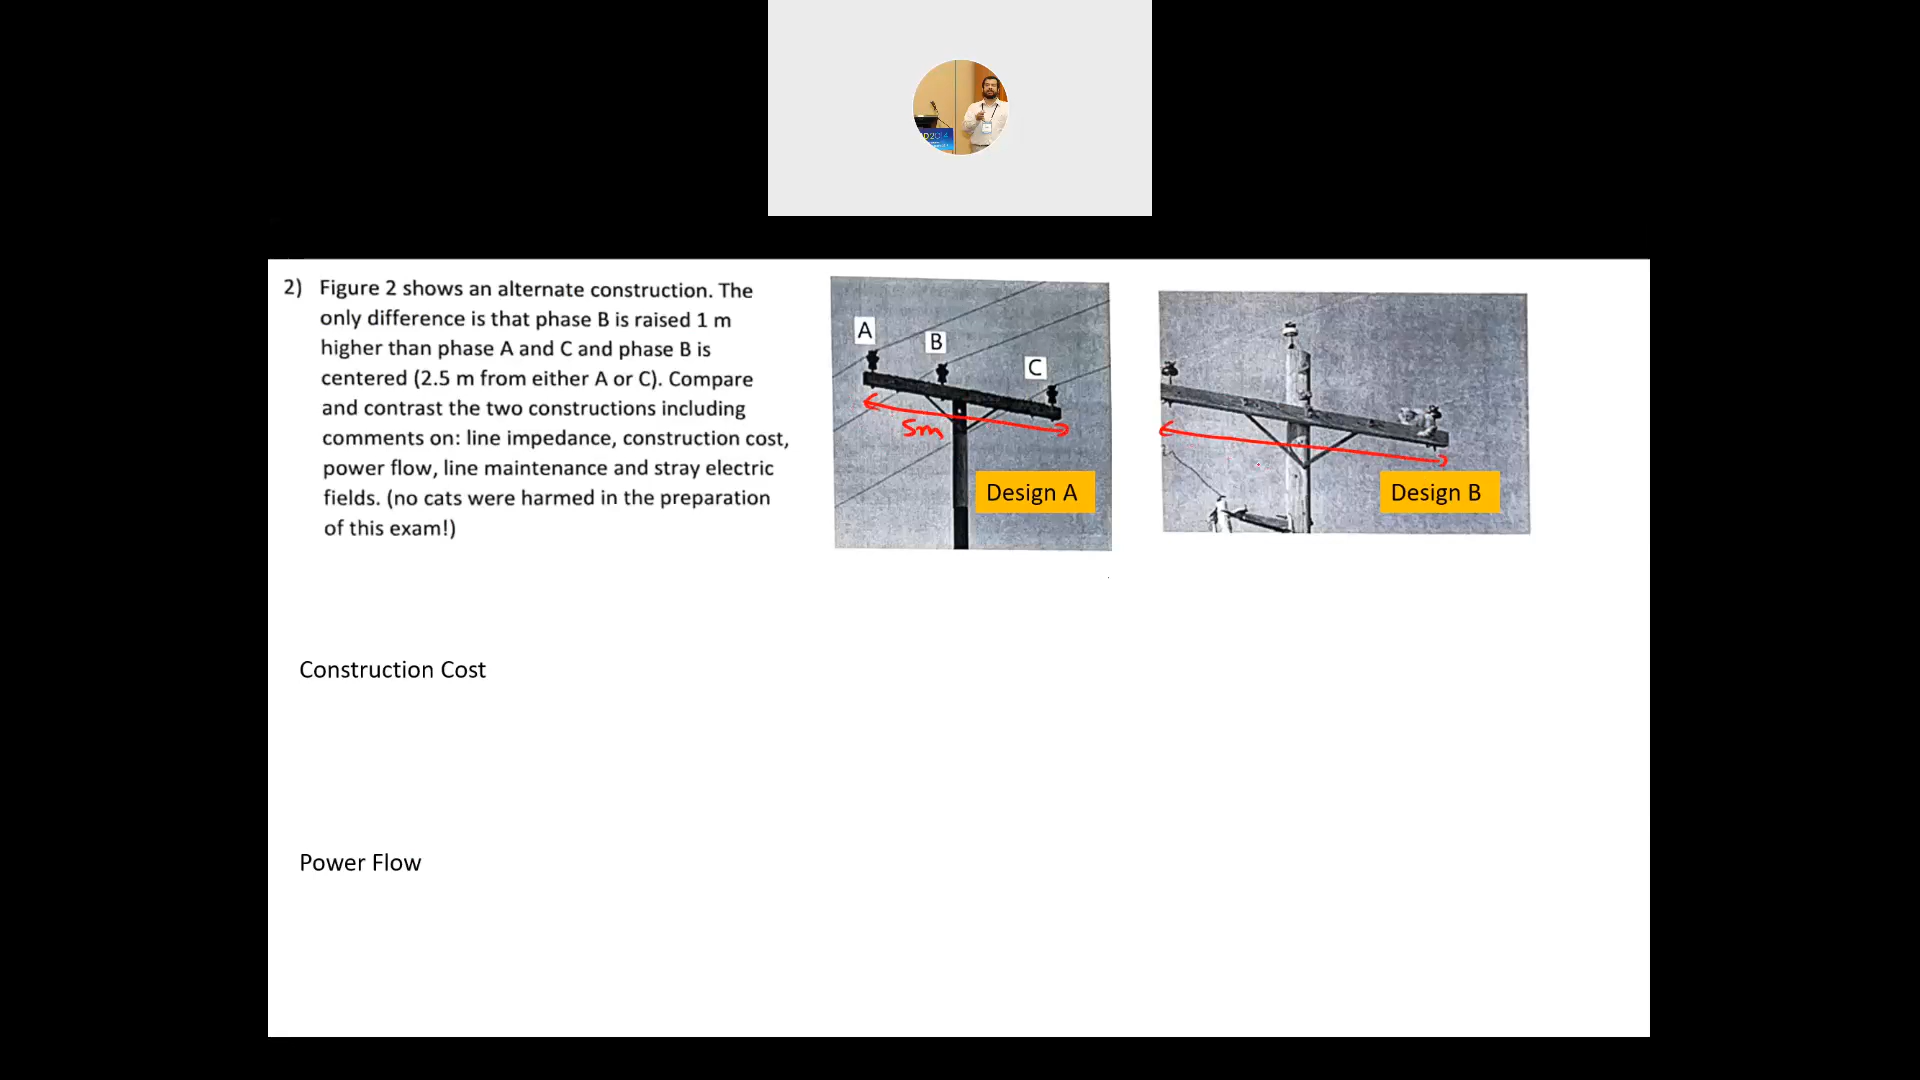 2) Figure 2 shows an alternate construction. The
only difference is that phase B is raised 1 m
higher than phase A and C and phase B is
centered (2.5 m from either A or C). Compare
and contrast the two constructions including
comments on: line impedance, construction cost,
power flow, line maintenance and stray electric
fields. (no cats were harmed in the preparation
of this exam!)
A
B
C
5m
Design A
Design B
Construction Cost
Power Flow